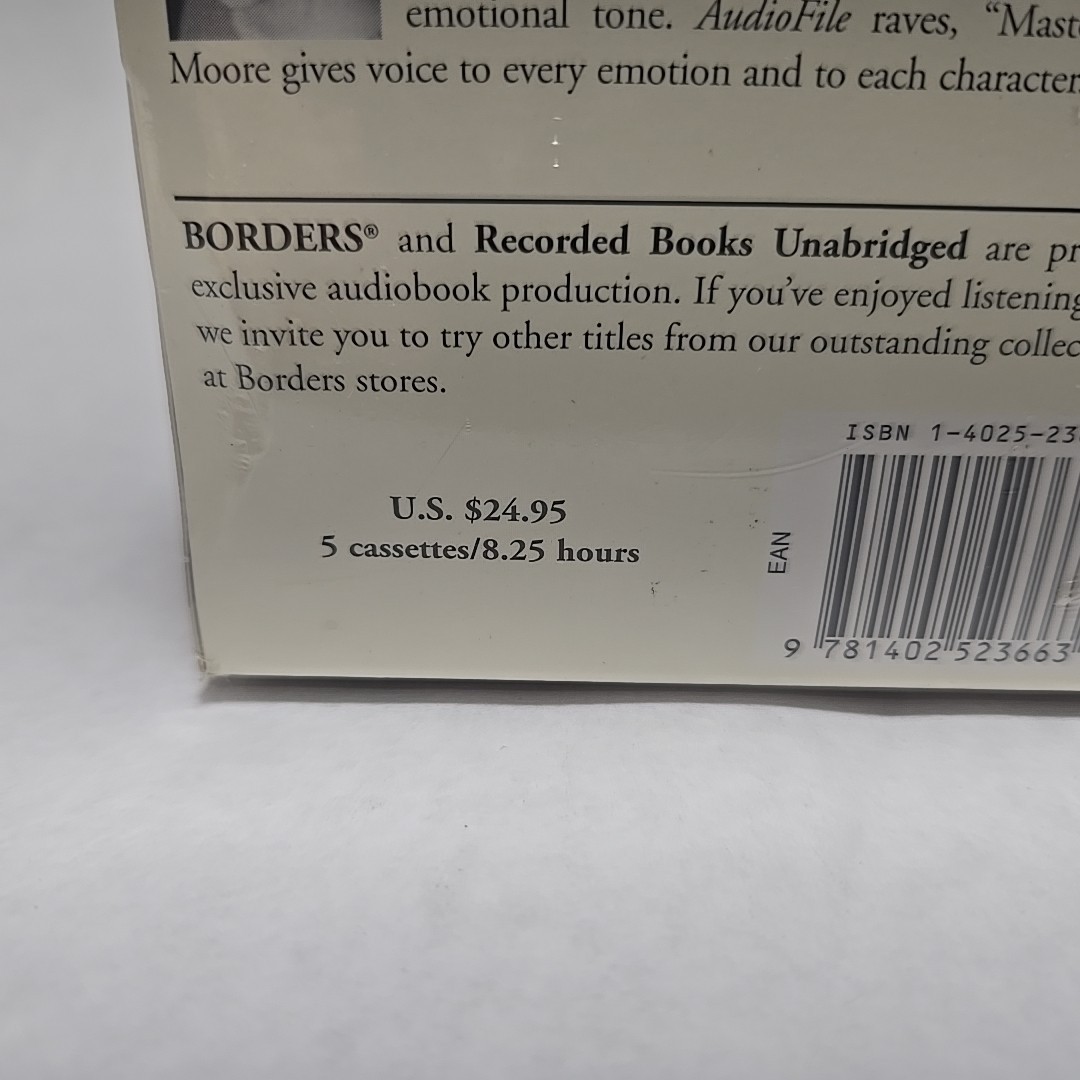 emotional tone. AudioFile raves, “Mast
Moore gives voice to every emotion and to each character
BORDERS® and Recorded Books Unabridged are pr
exclusive audiobook production. If you’ve enjoyed listening
we invite you to try other titles from our outstanding collec
at Borders stores.
ISBN 1-4025-23
U.S. $24.95
5 cassettes/8.25 hours
EAN
9 781402 523663